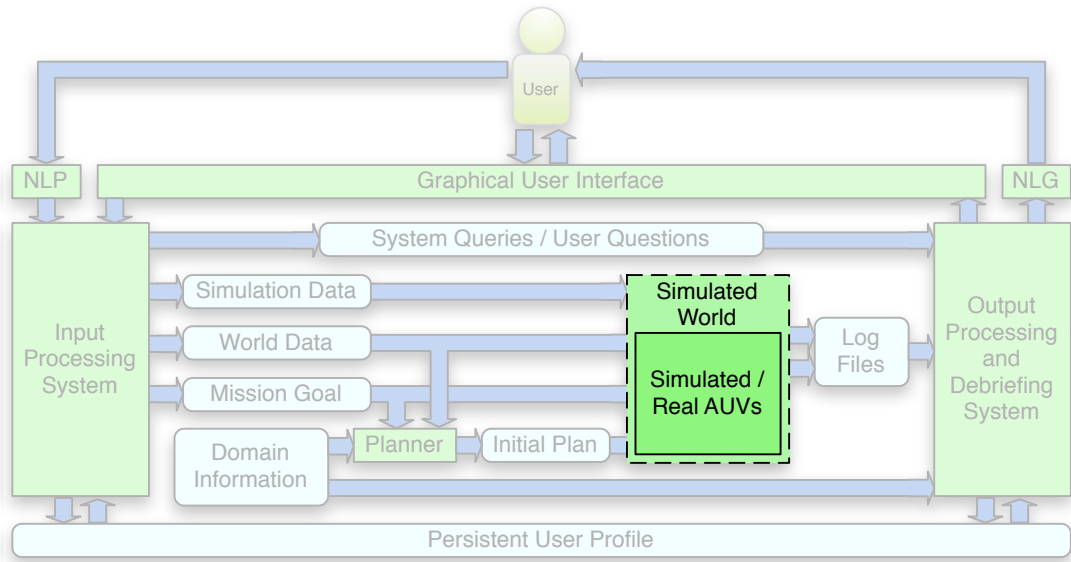 User
NLP
Graphical User Interface
NLG
System Queries / User Questions
Simulation Data
Simulated
World
Input
Processing
System
World Data
Log
Files
Output
Processing
and
Debriefing
System
Simulated /
Real AUVs
Mission Goal
Domain
Information
Planner
Initial Plan
Persistent User Profile